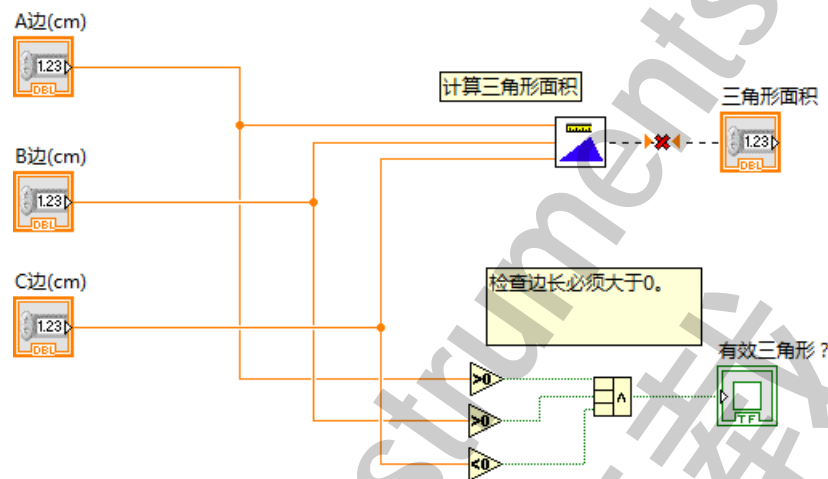 A边(cm)
1.23
DBL
计算三角形面积
三角形面积
1.23
DBL
B边(cm)
1.23
DBL
C边(cm)
1.23
DBL
检查边长必须大于0。
有效三角形？
>0
>0
<0
∧
TF
struments
载